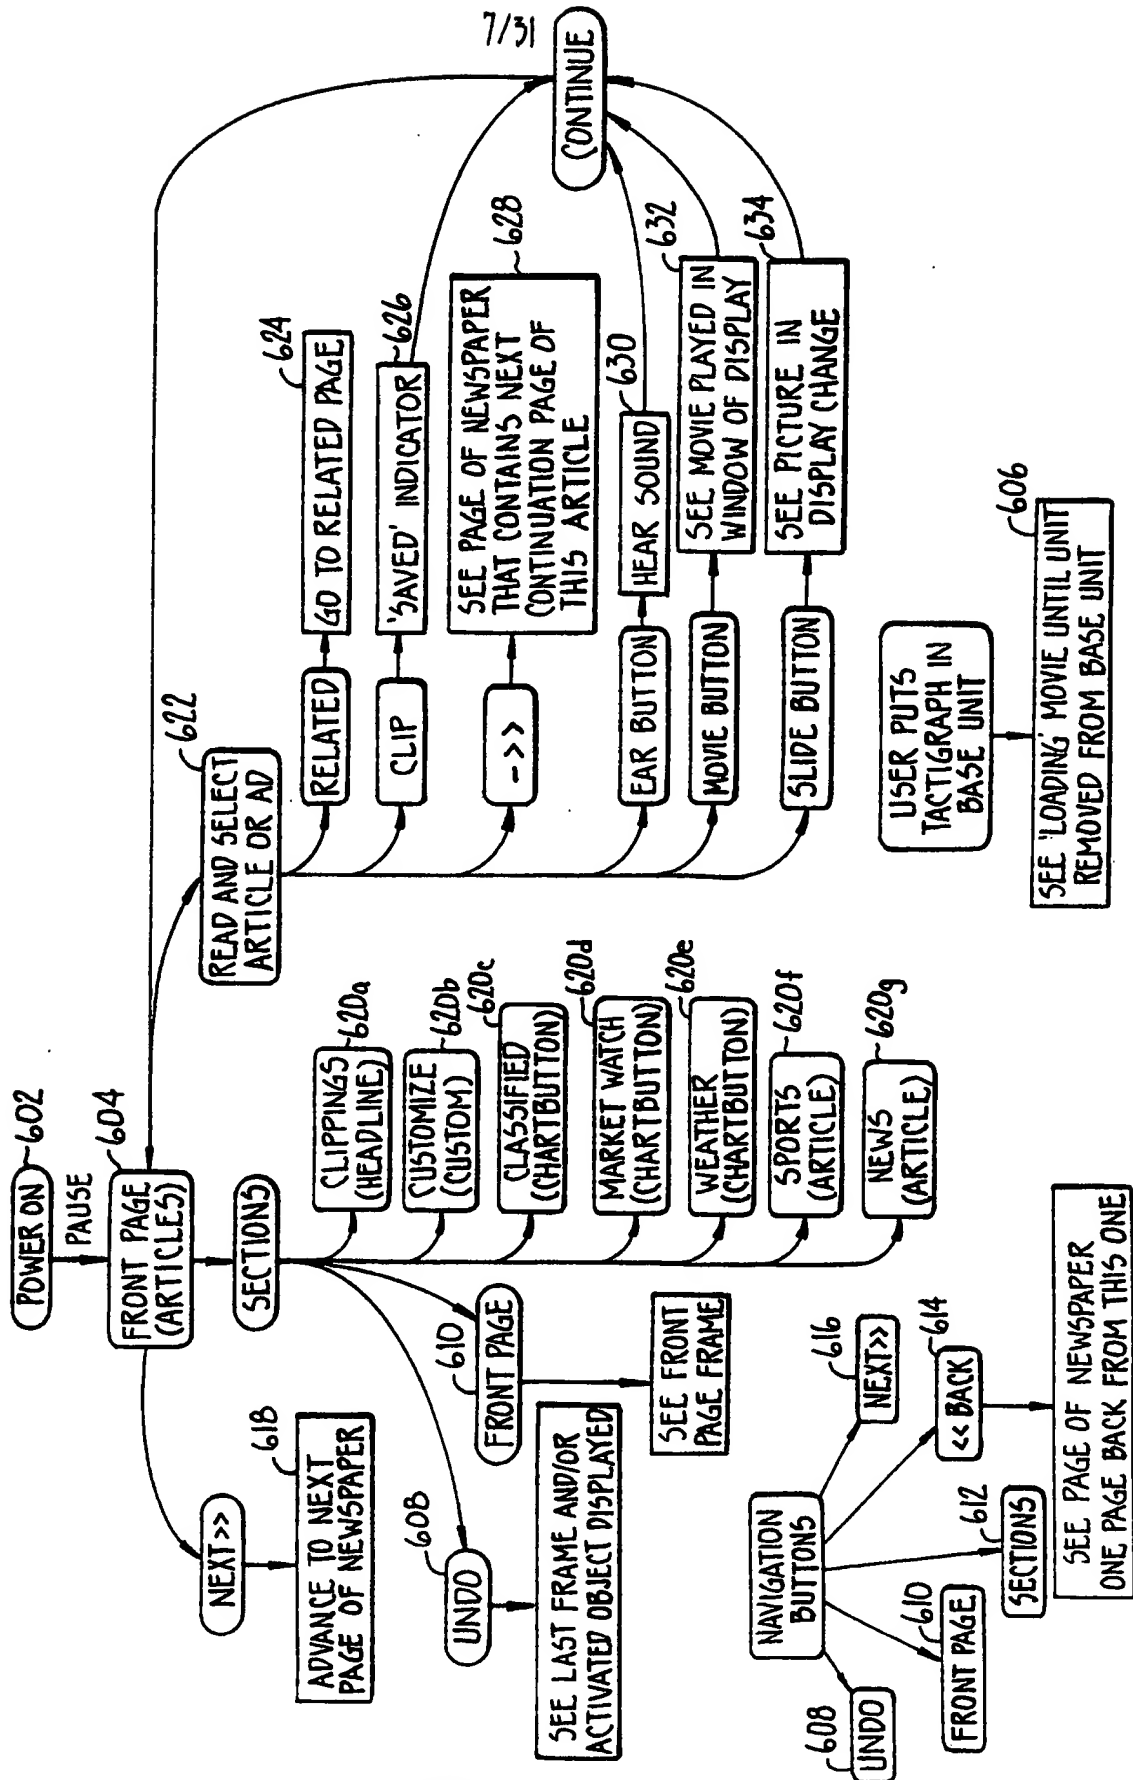 7/31
POWER ON
602
PAUSE
FRONT PAGE
(ARTICLES)
604
NEXT>>
ADVANCE TO NEXT
PAGE OF NEWSPAPER
618
SECTIONS
UNDO
608
SEE LAST FRAME AND/OR
ACTIVATED OBJECT DISPLAYED
FRONT PAGE
610
SEE FRONT
PAGE FRAME
CLIPPINGS
(HEADLINE)
620a
CUSTOMIZE
(CUSTOM)
620b
CLASSIFIED
(CHARTBUTTON)
620c
MARKET WATCH
(CHARTBUTTON)
620d
WEATHER
(CHARTBUTTON)
620e
SPORTS
(ARTICLE)
620f
NEWS
(ARTICLE)
620g
READ AND SELECT
ARTICLE OR AD
622
RELATED
GO TO RELATED PAGE
624
CLIP
'SAVED' INDICATOR
626
->>
SEE PAGE OF NEWSPAPER
THAT CONTAINS NEXT
CONTINUATION PAGE OF
THIS ARTICLE
628
EAR BUTTON
HEAR SOUND
630
MOVIE BUTTON
SEE MOVIE PLAYED IN
WINDOW OF DISPLAY
632
SLIDE BUTTON
SEE PICTURE IN
DISPLAY CHANGE
634
CONTINUE
NAVIGATION
BUTTONS
608
UNDO
FRONT PAGE
610
SECTIONS
612
<< BACK
614
NEXT>>
616
SEE PAGE OF NEWSPAPER
ONE PAGE BACK FROM THIS ONE
USER PUTS
TACTIGRAPH IN
BASE UNIT
SEE 'LOADING' MOVIE UNTIL UNIT
REMOVED FROM BASE UNIT
606